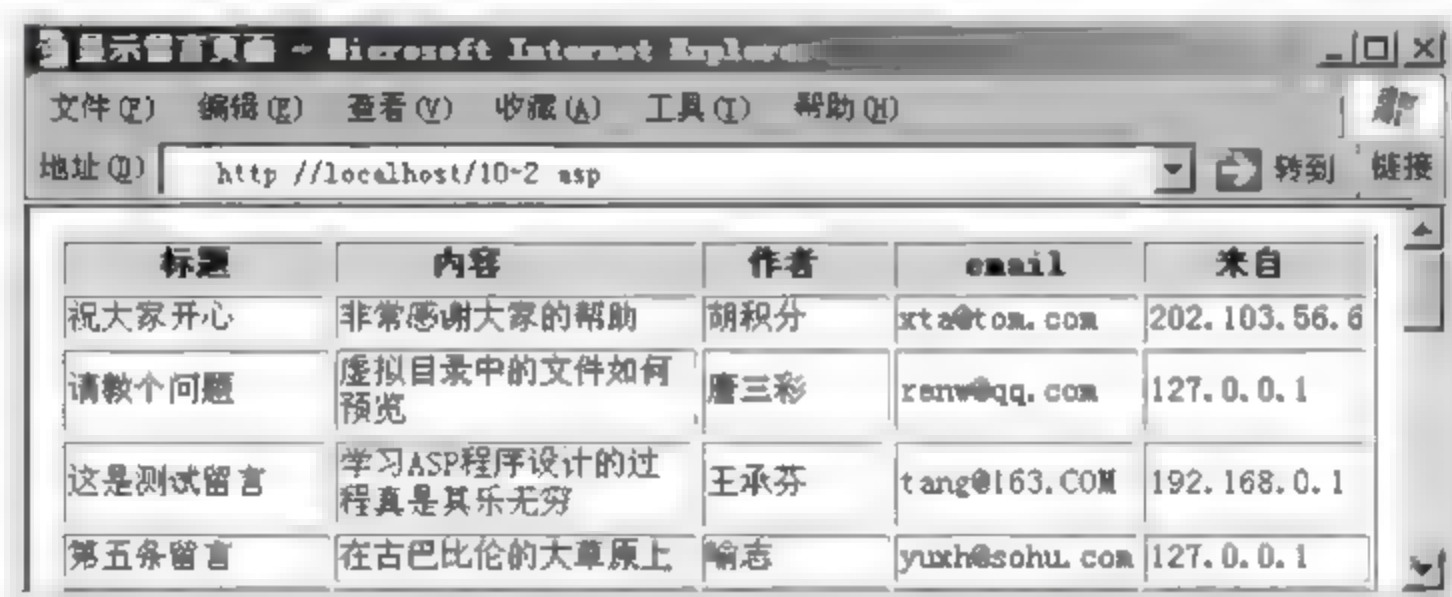 显示留言页面 - Microsoft Internet Explorer
文件(F) 编辑(E) 查看(V) 收藏(A) 工具(T) 帮助(H)
地址(D) http //localhost/10-2 asp 转到 链接
标题 内容 作者 email 来自
祝大家开心 非常感谢大家的帮助 胡积分 xta@tom.com 202.103.56.6
请教个问题 虚拟目录中的文件如何
预览 唐三彩 renw@qq.com 127.0.0.1
这是测试留言 学习ASP程序设计的过
程真是其乐无穷 王承芬 tang@163.COM 192.168.0.1
第五条留言 在古巴比伦的大草原上 喻志 yuxh@sohu.com 127.0.0.1